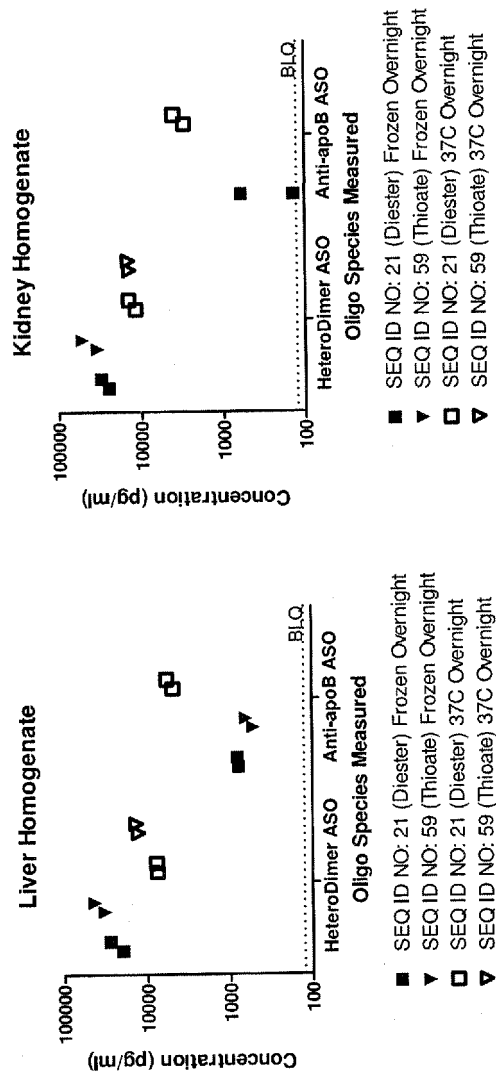 Liver Homogenate
Concentration (pg/ml)
100000
10000
1000
100
BLQ
HeteroDimer ASO
Anti-apoB ASO
Oligo Species Measured
SEQ ID NO: 21 (Diester) Frozen Overnight
SEQ ID NO: 59 (Thioate) Frozen Overnight
SEQ ID NO: 21 (Diester) 37C Overnight
SEQ ID NO: 59 (Thioate) 37C Overnight
Kidney Homogenate
Concentration (pg/ml)
100000
10000
1000
100
BLQ
HeteroDimer ASO
Anti-apoB ASO
Oligo Species Measured
SEQ ID NO: 21 (Diester) Frozen Overnight
SEQ ID NO: 59 (Thioate) Frozen Overnight
SEQ ID NO: 21 (Diester) 37C Overnight
SEQ ID NO: 59 (Thioate) 37C Overnight